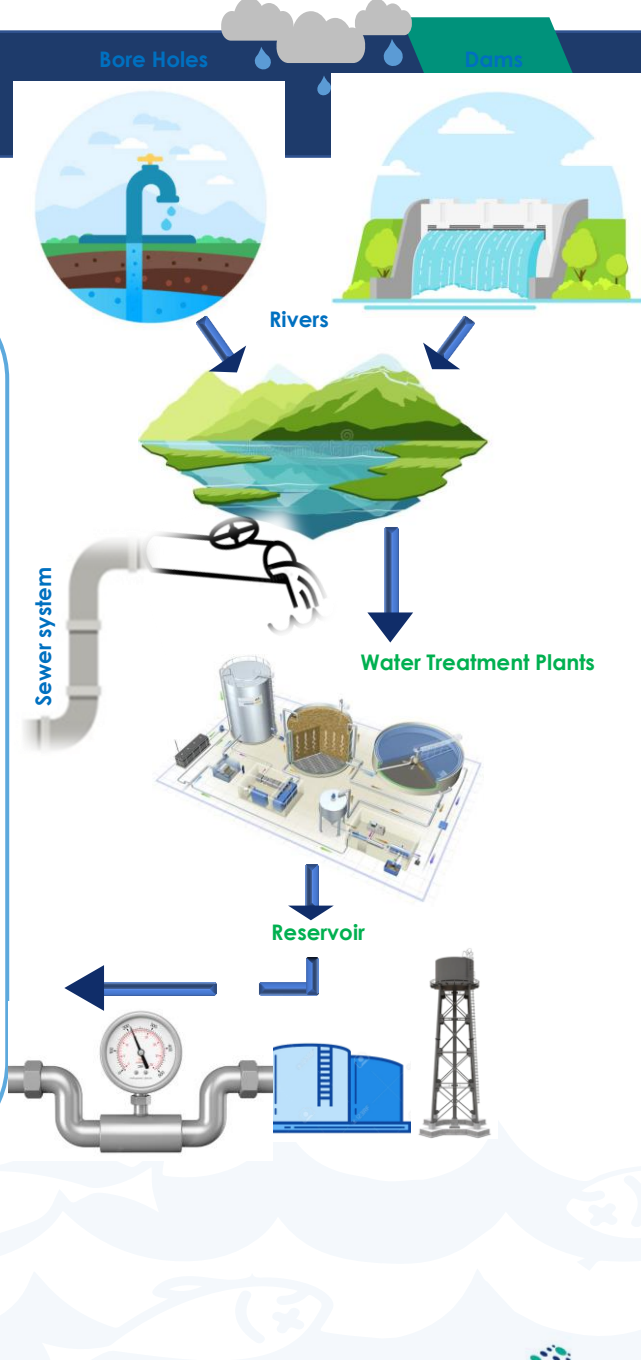 Bore Holes
Dams
Rivers
Sewer system
Water Treatment Plants
Reservoir